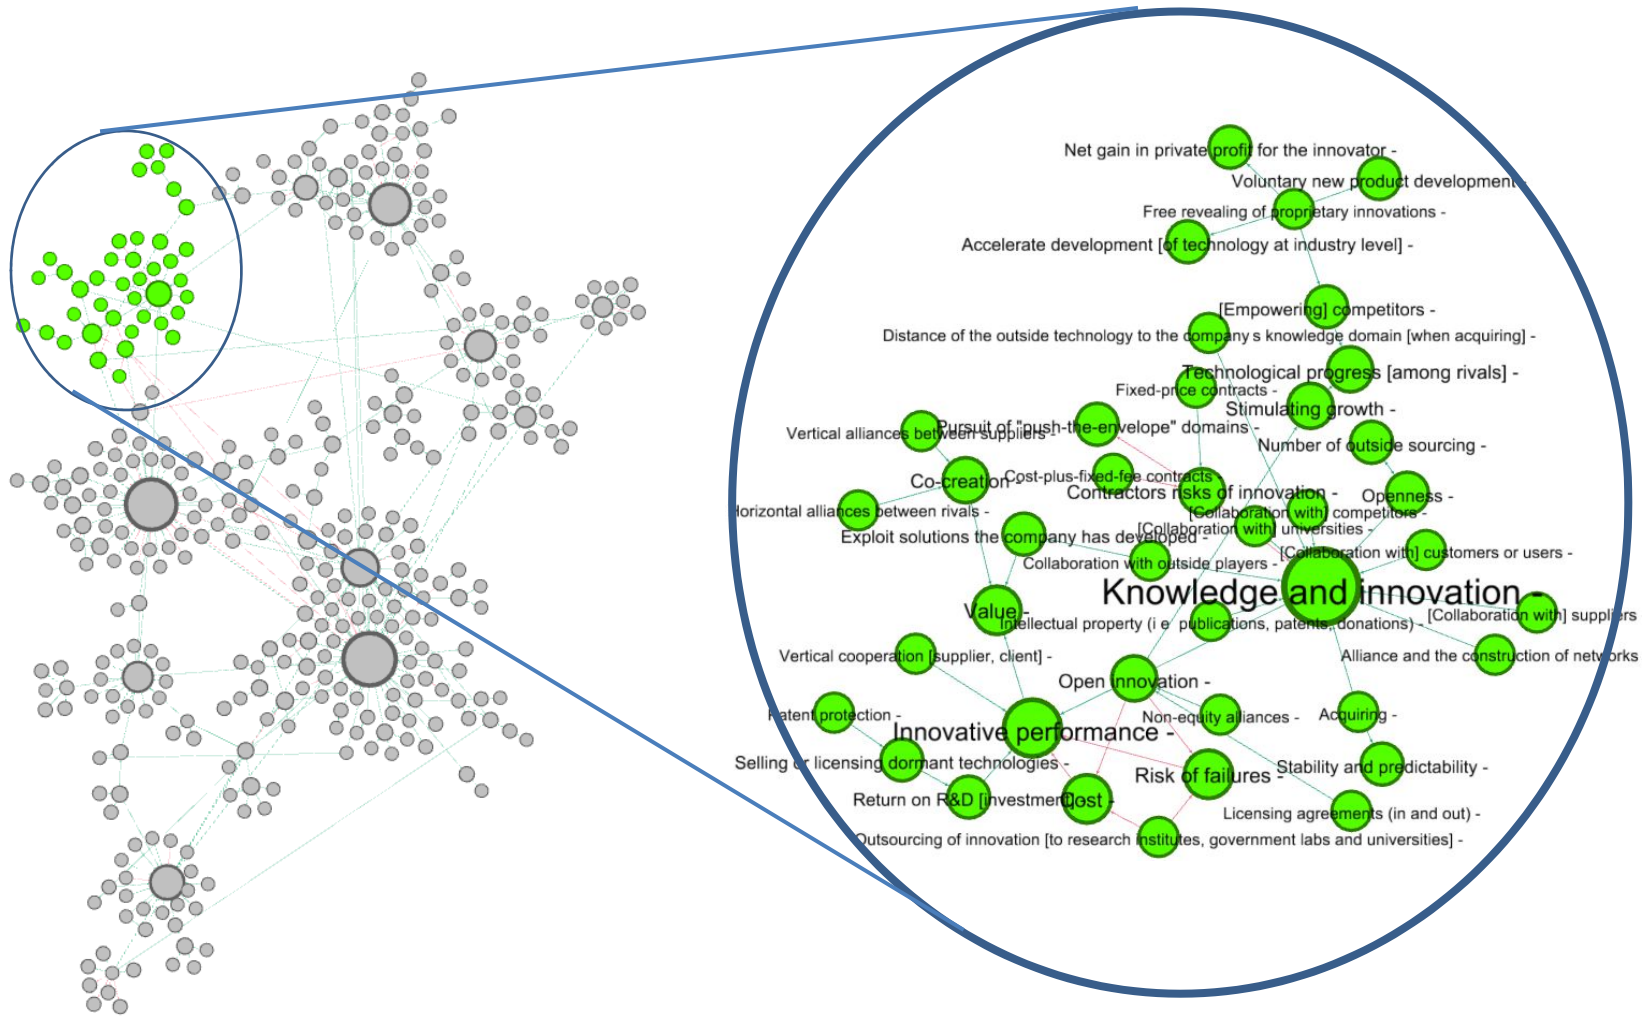 Net gain in private profit for the innovator -
Voluntary new product development -
Free revealing of proprietary innovations -
Accelerate development [of technology at industry level] -
[Empowering] competitors -
Distance of the outside technology to the company s knowledge domain [when acquiring] -
Technological progress [among rivals] -
Fixed-price contracts -
Stimulating growth -
Pursuit of "push-the-envelope" domains -
Vertical alliances between suppliers -
Number of outside sourcing -
Cost-plus-fixed-fee contracts
Co-creation -
Contractors risks of innovation -
Openness -
Horizontal alliances between rivals -
[Collaboration with] competitors -
[Collaboration with] universities -
Exploit solutions the company has developed -
[Collaboration with] customers or users -
Collaboration with outside players -
Knowledge and innovation -
Value -
[Collaboration with] suppliers
Intellectual property (i e publications, patents, donations) -
Vertical cooperation [supplier, client] -
Alliance and the construction of networks
Open innovation -
Patent protection -
Non-equity alliances -
Acquiring -
Innovative performance -
Selling or licensing dormant technologies -
Stability and predictability -
Risk of failures -
Return on R&D [investment] -
Cost -
Licensing agreements (in and out) -
Outsourcing of innovation [to research institutes, government labs and universities] -